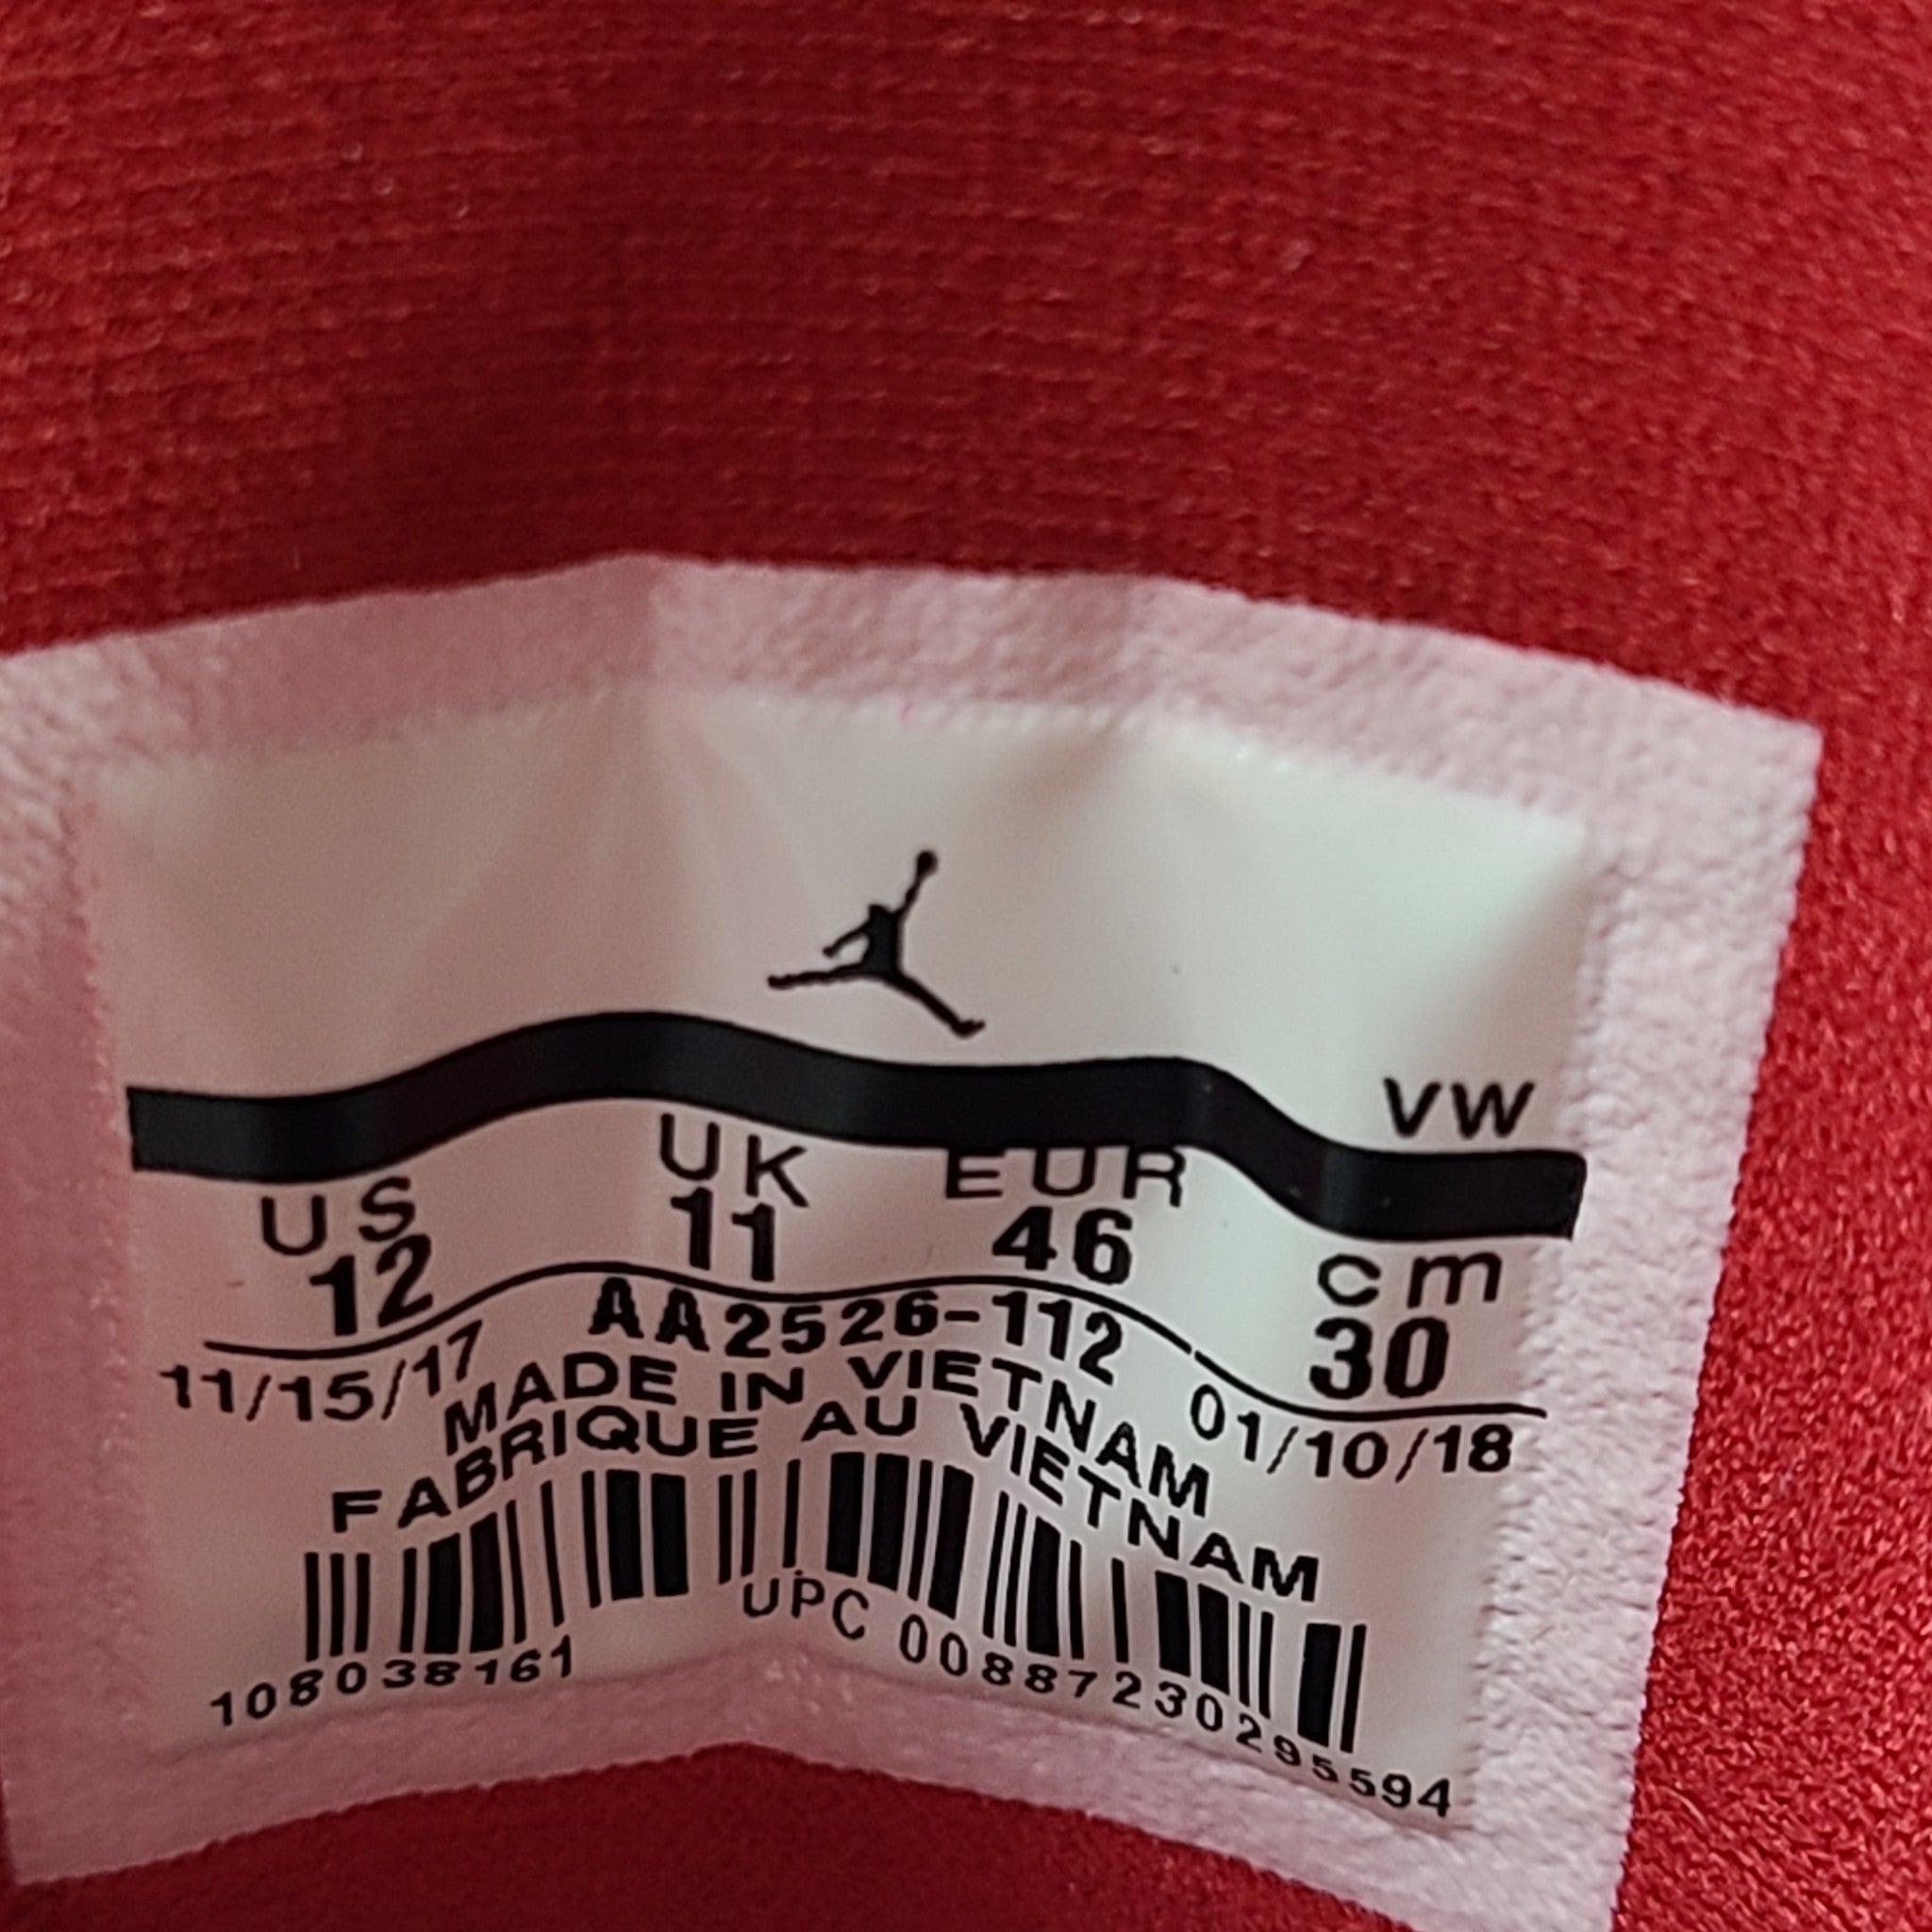 VW
US UK EUR cm
12 11 46 30
11/15/17 AA2526-112 01/10/18
MADE IN VIETNAM
FABRIQUE AU VIETNAM
108038161 UPC 00887230295594